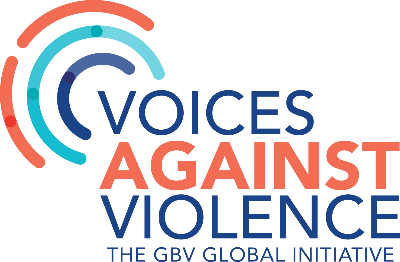 VOICES
AGAINST
VIOLENCE
THE GBV GLOBAL INITIATIVE